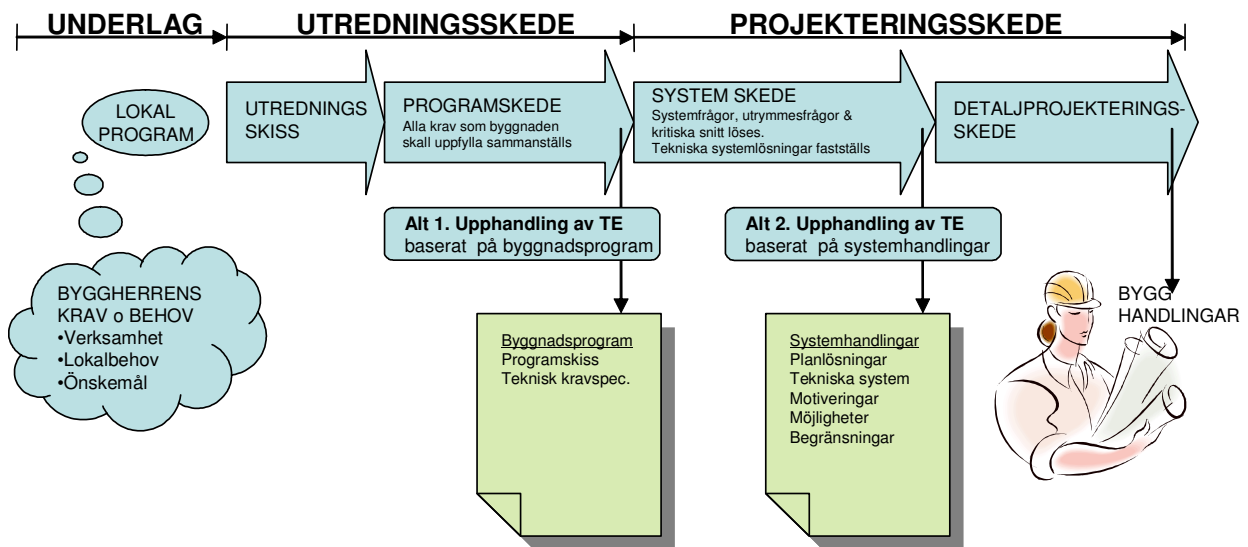 UNDERLAG
UTREDNINGSSKEDE
PROJEKTERINGSSKEDE
LOKAL
PROGRAM
UTREDNINGS
SKISS
PROGRAMSKEDE
Alla krav som byggnaden
skall uppfylla sammanställs
SYSTEM SKEDE
Systemfrågor, utrymmesfrågor &
kritiska snitt löses.
Tekniska systemlösningar fastställs
DETALJPROJEKTERINGS-
SKEDE
Alt 1. Upphandling av TE
baserat på byggnadsprogram
Alt 2. Upphandling av TE
baserat på systemhandlingar
BYGGHERRENS
KRAV o BEHOV
•Verksamhet
•Lokalbehov
•Önskemål
Byggnadsprogram
Programskiss
Teknisk kravspec.
Systemhandlingar
Planlösningar
Tekniska system
Motiveringar
Möjligheter
Begränsningar
BYGG
HANDLINGAR